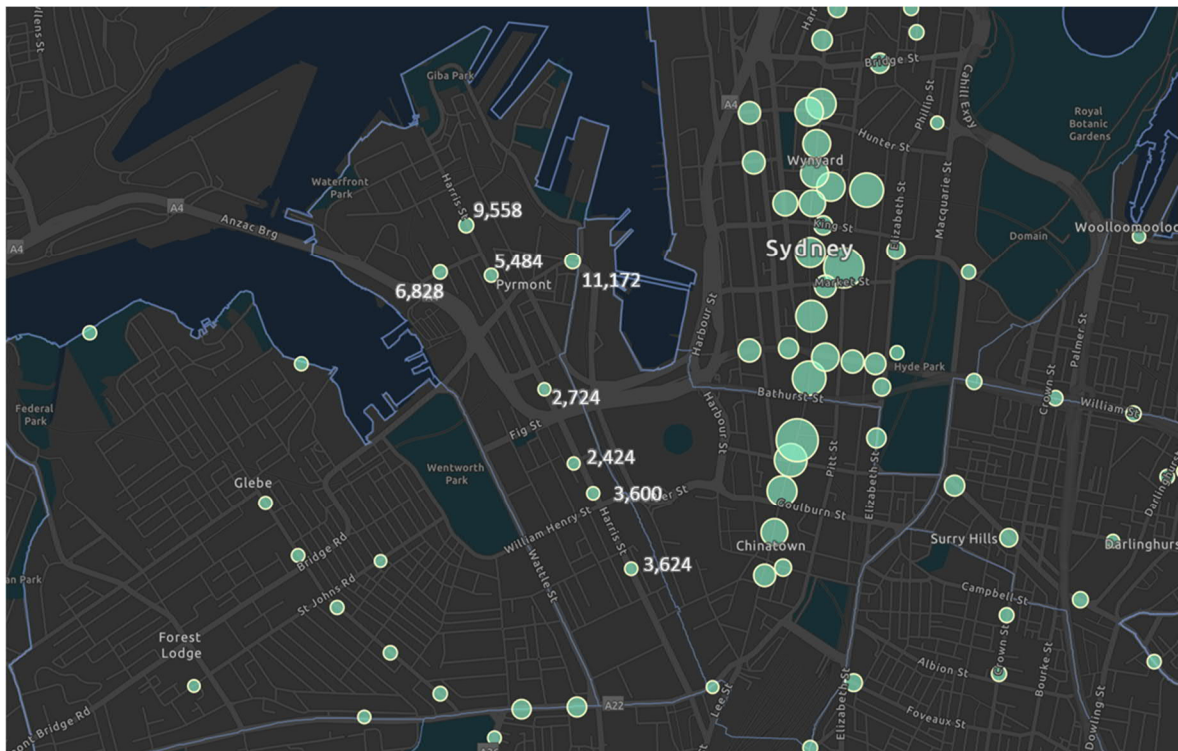 Bridge St
Giba Park
A4
Cahill Expy
Phillip St
Royal
Botanic
Gardens
Hunter St
Wynyard
Macquarie St
Elizabeth St
Waterfront
Park
Harris St
A4
Anzac Brg
9,558
King St
Woolloomooloo
Domain
A4
Sydney
5,484
Pyrmont
11,172
6,828
Market St
Harbour St
Palmer St
Hyde Park
2,724
Bathurst St
Crown St
William St
Federal
Park
Fig St
Harbour St
Pitt St
2,424
Wentworth
Park
Elizabeth St
Darlinghurst
Glebe
3,600
Goulburn St
William Henry St
Harris St
Bridge Rd
Chinatown
Surry Hills
Darlinghurst
3,624
Wattle St
St Johns Rd
Campbell St
Forest
Lodge
Crown St
Bourke St
Albion St
Lee St
A22
Elizabeth St
Foveaux St
Dowling St
mont Bridge Rd